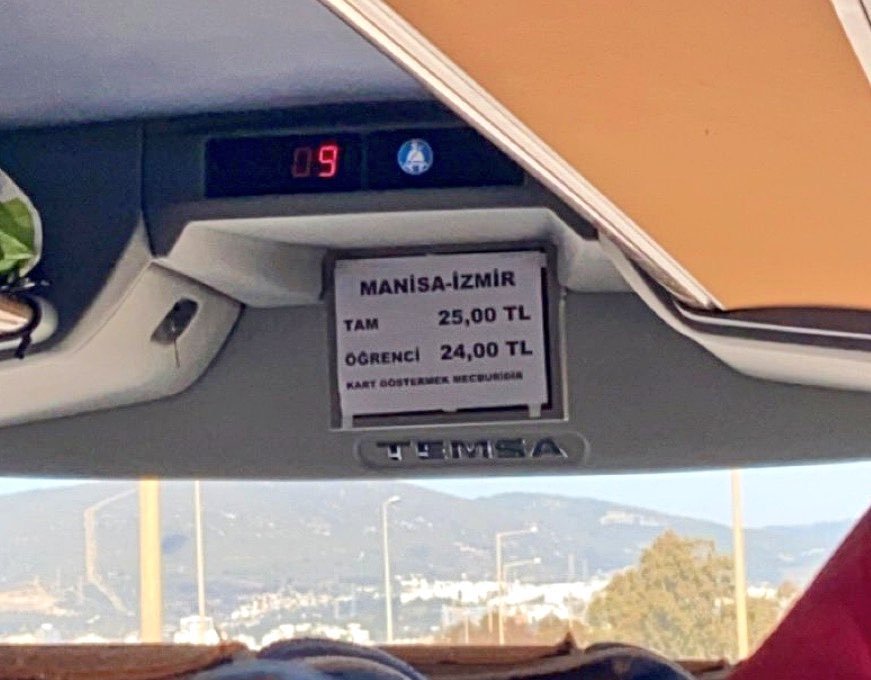 09
MANİSA-İZMİR
TAM 25,00 TL
ÖĞRENCİ 24,00 TL
KART GÖSTERMEK MECBURİDİR
TEMSA